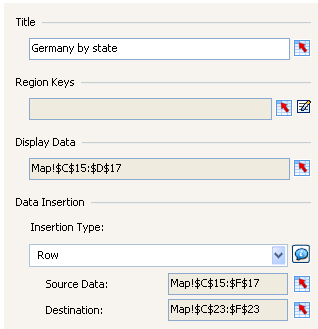 Title
Germany by state
Region Keys
Display Data
Map!$C$15:$D$17
Data Insertion
Insertion Type:
Row
Source Data: Map!$C$15:$F$17
Destination: Map!$C$23:$F$23